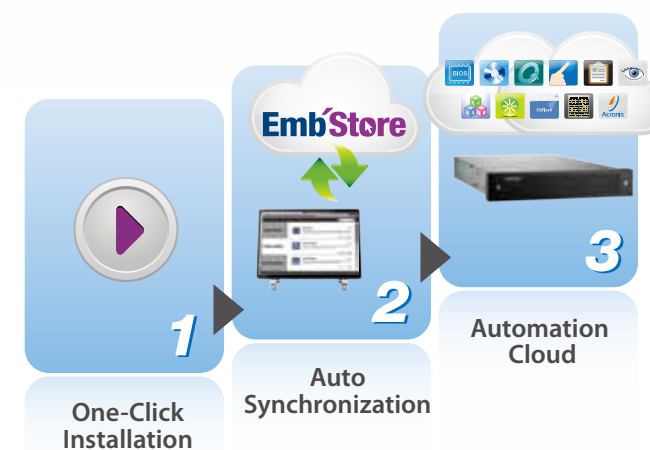 1
One-Click
Installation
Emb'Store
2
Auto
Synchronization
BIOS
Acronis
3
Automation
Cloud